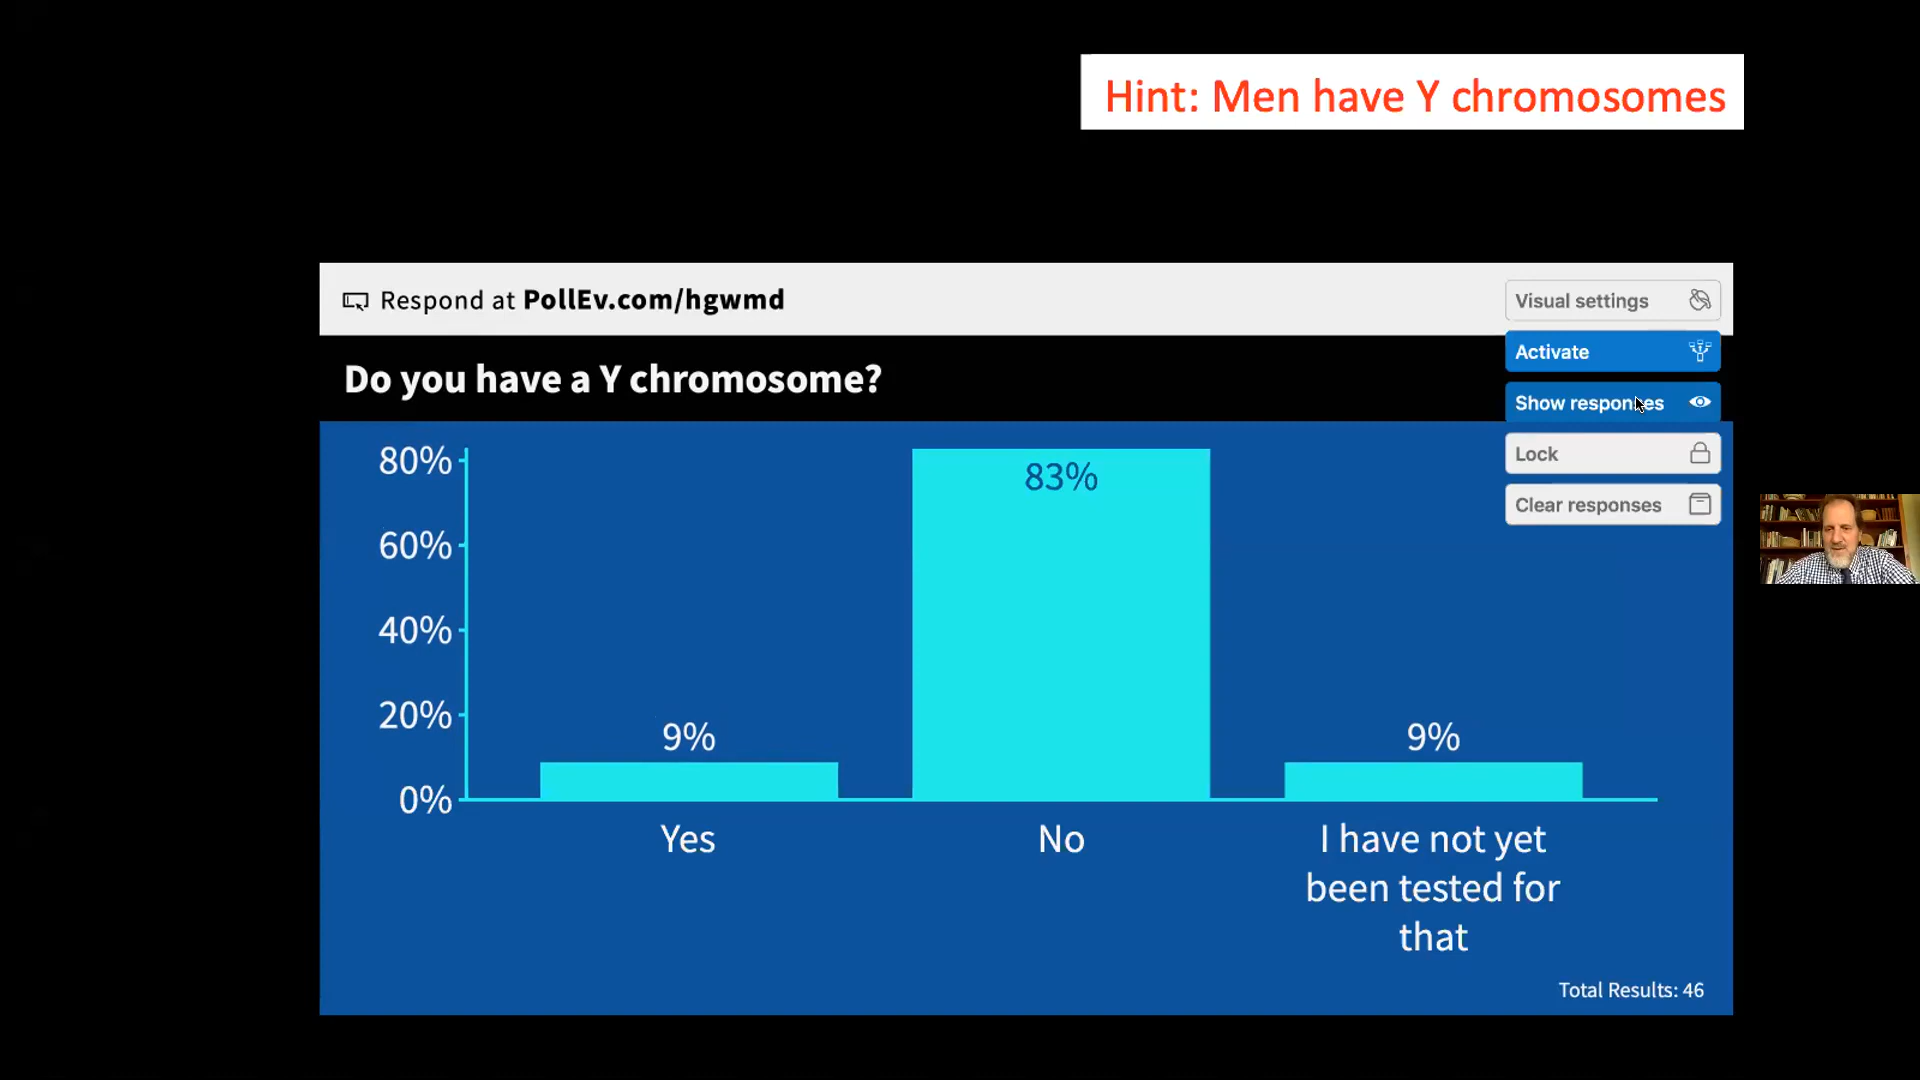 Hint: Men have Y chromosomes
Respond at PollEv.com/hgwmd
Visual settings
Activate
Do you have a Y chromosome?
Show responses
Lock
Clear responses
80%
83%
60%
40%
20%
9%
9%
0%
Yes
No
I have not yet
been tested for
that
Total Results: 46